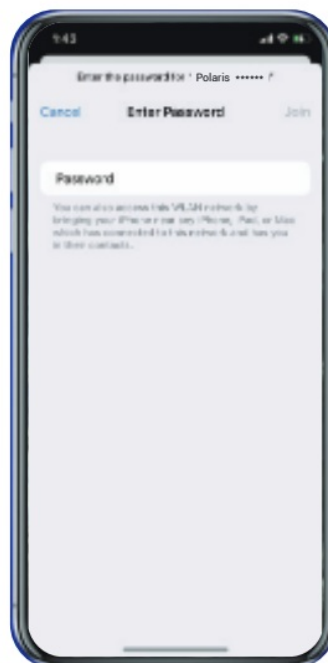 9:43
Enter the password for " Polaris •••••• "
Cancel Enter Password Join
Password
You can also access this WLAN network by
bringing your iPhone near any iPhone, iPad, or Mac
which has connected to this network and has you
in their contacts.